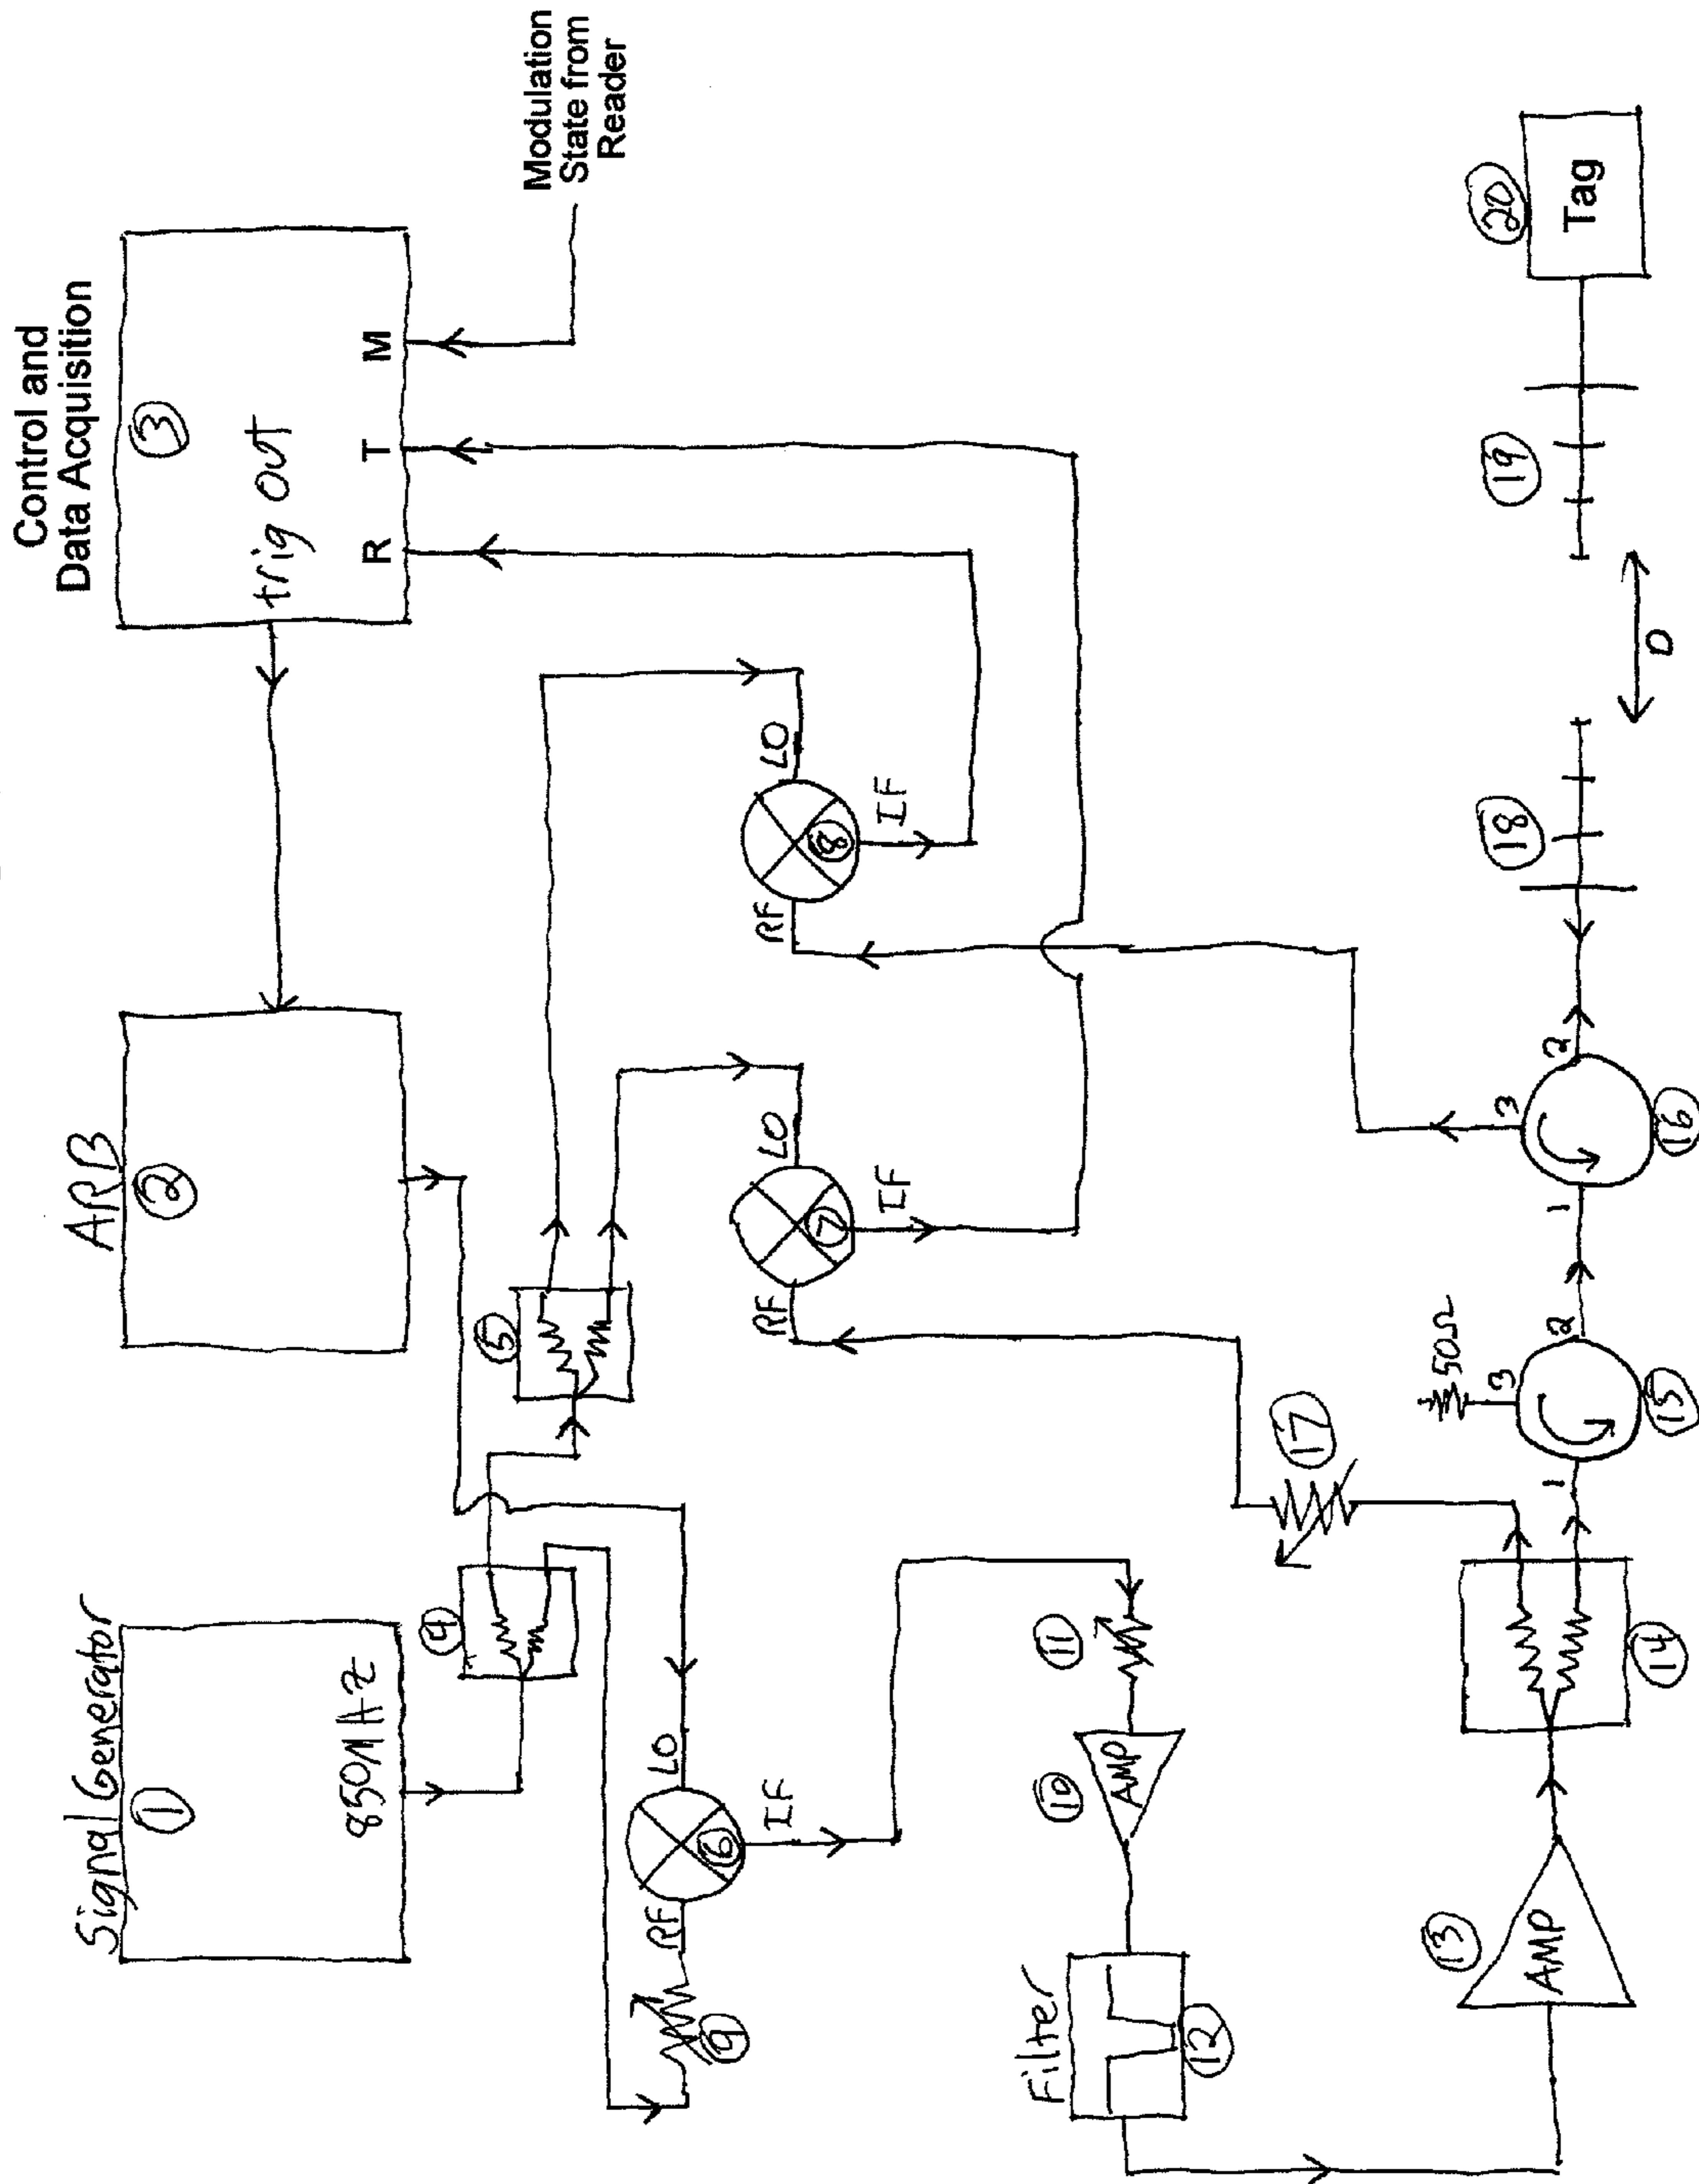 Signal Generator
1
850MHz
ARB
2
Control and
Data Acquisition
3
trig out
R
T
M
Modulation
State from
Reader
4
5
RF
6
LO
IF
9
RF
7
LO
IF
RF
8
LO
IF
Filter
12
10
AMP
11
17
13
AMP
14
50Ω
1
3
2
15
1
3
2
16
18
D
19
20
Tag